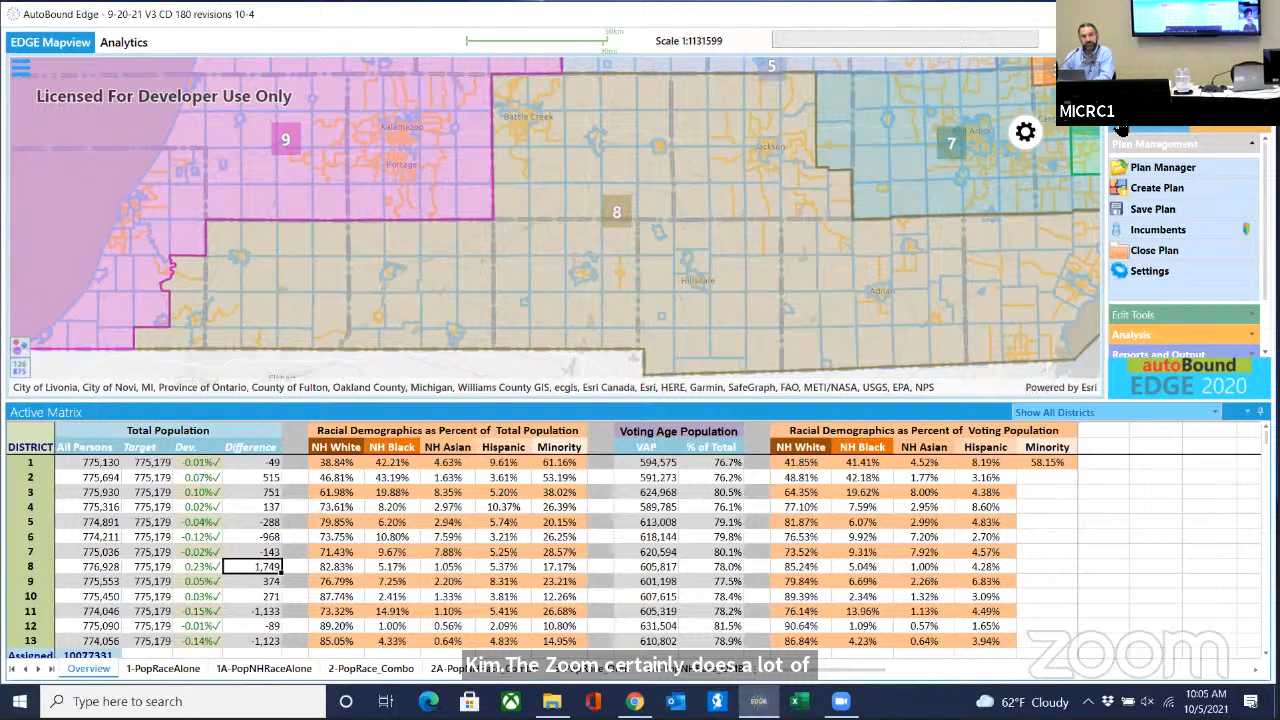 AutoBound Edge - 9-20-21 V3 CD 180 revisions 10-4
EDGE Mapview Analytics
50km
30mi
Scale 1:1131599
MICRC1
Licensed For Developer Use Only
5
9
Kalamazoo
Portage
Battle Creek
Jackson
Ann Arbor
7
8
Hillsdale
Adrian
126
875
City of Livonia, City of Novi, MI, Province of Ontario, County of Fulton, Oakland County, Michigan, Williams County GIS, ecgis, Esri Canada, Esri, HERE, Garmin, SafeGraph, FAO, METI/NASA, USGS, EPA, NPS
Powered by Esri
Plan Management
Plan Manager
Create Plan
Save Plan
Incumbents
Close Plan
Settings
Edit Tools
Analysis
Reports and Output
autoBound
EDGE 2020
Active Matrix
Show All Districts
Total Population Racial Demographics as Percent of Total Population Voting Age Population Racial Demographics as Percent of Voting Population
DISTRICT All Persons Target Dev. Difference NH White NH Black NH Asian Hispanic Minority VAP % of Total NH White NH Black NH Asian Hispanic Minority
1 775,130 775,179 -0.01%✓ -49 38.84% 42.21% 4.63% 9.61% 61.16% 594,575 76.7% 41.85% 41.41% 4.52% 8.19% 58.15%
2 775,694 775,179 0.07%✓ 515 46.81% 43.19% 1.63% 3.61% 53.19% 591,273 76.2% 48.81% 42.18% 1.77% 3.16%
3 775,930 775,179 0.10%✓ 751 61.98% 19.88% 8.35% 5.20% 38.02% 624,968 80.5% 64.35% 19.62% 8.00% 4.38%
4 775,316 775,179 0.02%✓ 137 73.61% 8.20% 2.97% 10.37% 26.39% 589,785 76.1% 77.10% 7.59% 2.95% 8.60%
5 774,891 775,179 -0.04%✓ -288 79.85% 6.20% 2.94% 5.74% 20.15% 613,008 79.1% 81.87% 6.07% 2.99% 4.83%
6 774,211 775,179 -0.12%✓ -968 73.75% 10.80% 7.59% 3.21% 26.25% 618,144 79.8% 76.53% 9.92% 7.20% 2.70%
7 775,036 775,179 -0.02%✓ -143 71.43% 9.67% 7.88% 5.25% 28.57% 620,594 80.1% 73.52% 9.31% 7.92% 4.57%
8 776,928 775,179 0.23%✓ 1,749 82.83% 5.17% 1.05% 5.37% 17.17% 605,817 78.0% 85.24% 5.04% 1.00% 4.28%
9 775,553 775,179 0.05%✓ 374 76.79% 7.25% 2.20% 8.31% 23.21% 601,198 77.5% 79.84% 6.69% 2.26% 6.83%
10 775,450 775,179 0.03%✓ 271 87.74% 2.41% 1.33% 3.81% 12.26% 607,615 78.4% 89.39% 2.34% 1.32% 3.09%
11 774,046 775,179 -0.15%✓ -1,133 73.32% 14.91% 1.10% 5.41% 26.68% 605,319 78.2% 76.14% 13.96% 1.13% 4.49%
12 775,090 775,179 -0.01%✓ -89 89.20% 1.00% 0.56% 2.09% 10.80% 631,504 81.5% 90.64% 1.09% 0.57% 1.65%
13 774,056 775,179 -0.14%✓ -1,123 85.05% 4.33% 0.64% 4.83% 14.95% 610,802 78.9% 86.84% 4.23% 0.64% 3.94%
Assigned 10077331
Overview 1-PopRaceAlone 1A-PopNHRaceAlone 2-PopRace_Combo
Kim.The Zoom certainly does a lot of
zoom
Type here to search
EDGE
62°F Cloudy
10:05 AM
10/5/2021